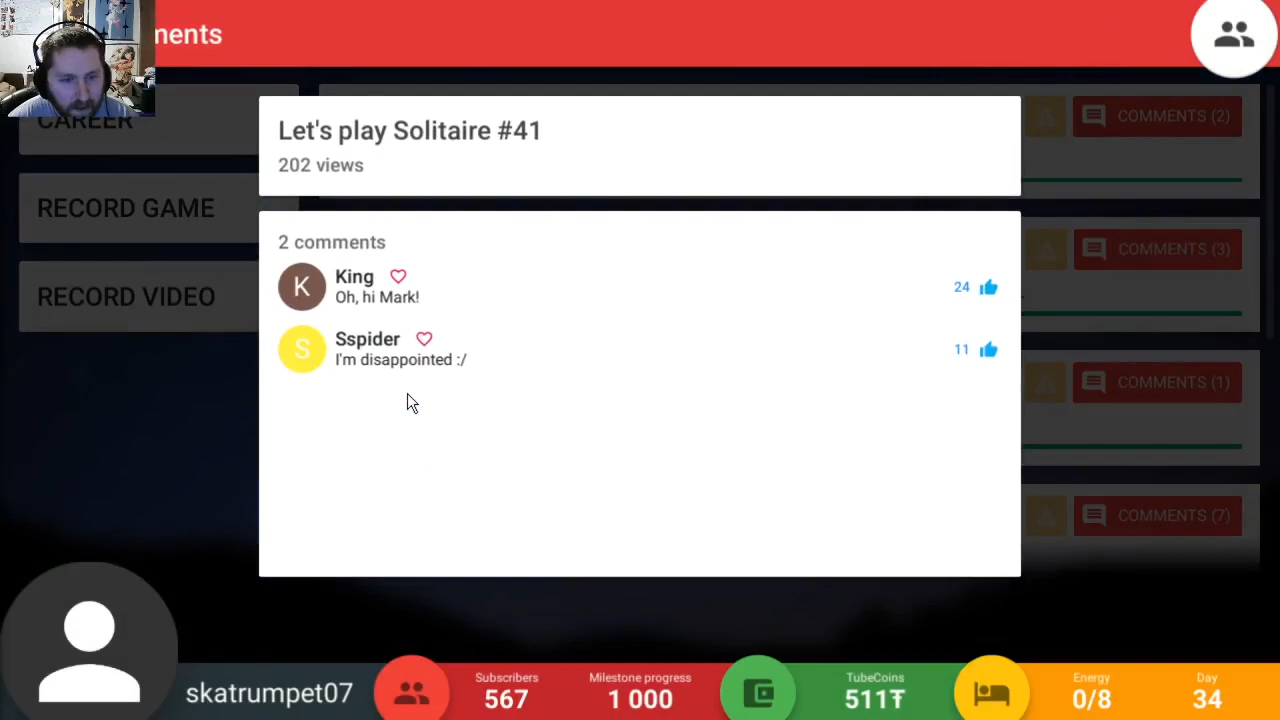 ments
CAREER
RECORD GAME
RECORD VIDEO
COMMENTS (2)
COMMENTS (3)
COMMENTS (1)
COMMENTS (7)
Let's play Solitaire #41
202 views
2 comments
K
King
Oh, hi Mark!
24
S
Sspider
I'm disappointed :/
11
skatrumpet07
Subscribers
567
Milestone progress
1 000
TubeCoins
511Ŧ
Energy
0/8
Day
34